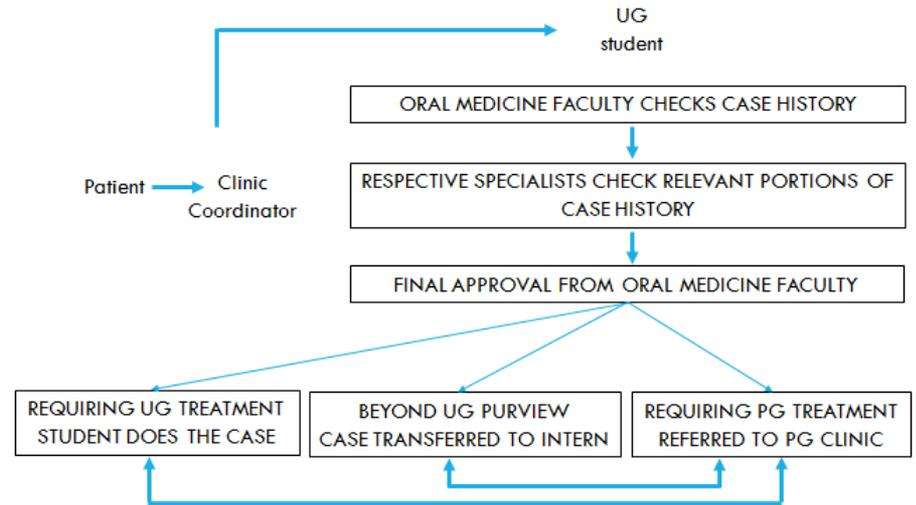 UG
student
ORAL MEDICINE FACULTY CHECKS CASE HISTORY
Patient
Clinic
Coordinator
RESPECTIVE SPECIALISTS CHECK RELEVANT PORTIONS OF
CASE HISTORY
FINAL APPROVAL FROM ORAL MEDICINE FACULTY
REQUIRING UG TREATMENT
STUDENT DOES THE CASE
BEYOND UG PURVIEW
CASE TRANSFERRED TO INTERN
REQUIRING PG TREATMENT
REFERRED TO PG CLINIC